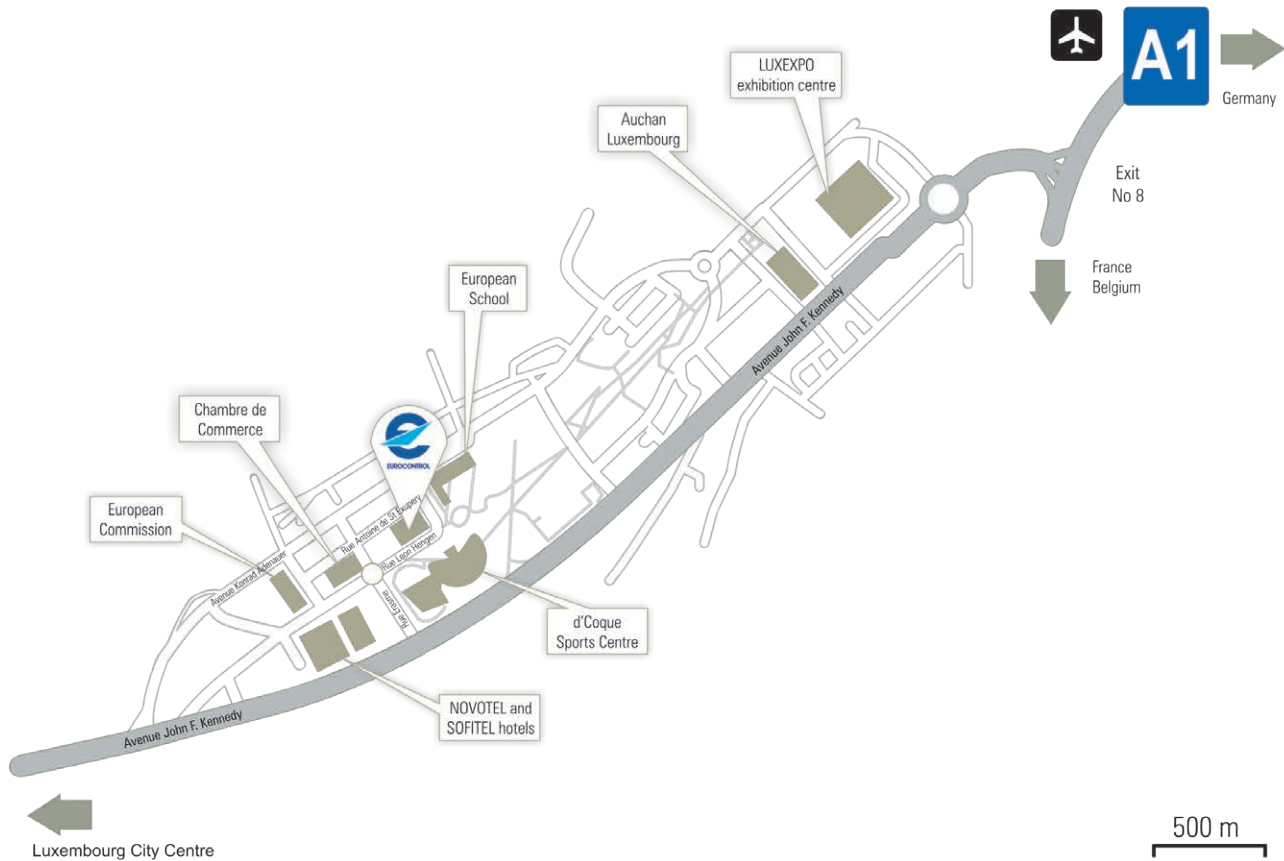 A1
Germany
LUXEXPO
exhibition centre
Auchan
Luxembourg
Exit
No 8
France
Belgium
European
School
Avenue John F. Kennedy
Chambre de
Commerce
EUROCONTROL
European
Commission
Rue Antoine de St Exupery
Rue Leon Hengen
Avenue Konrad Adenauer
Rue Erasme
d'Coque
Sports Centre
NOVOTEL and
SOFITEL hotels
Avenue John F. Kennedy
500 m
Luxembourg City Centre